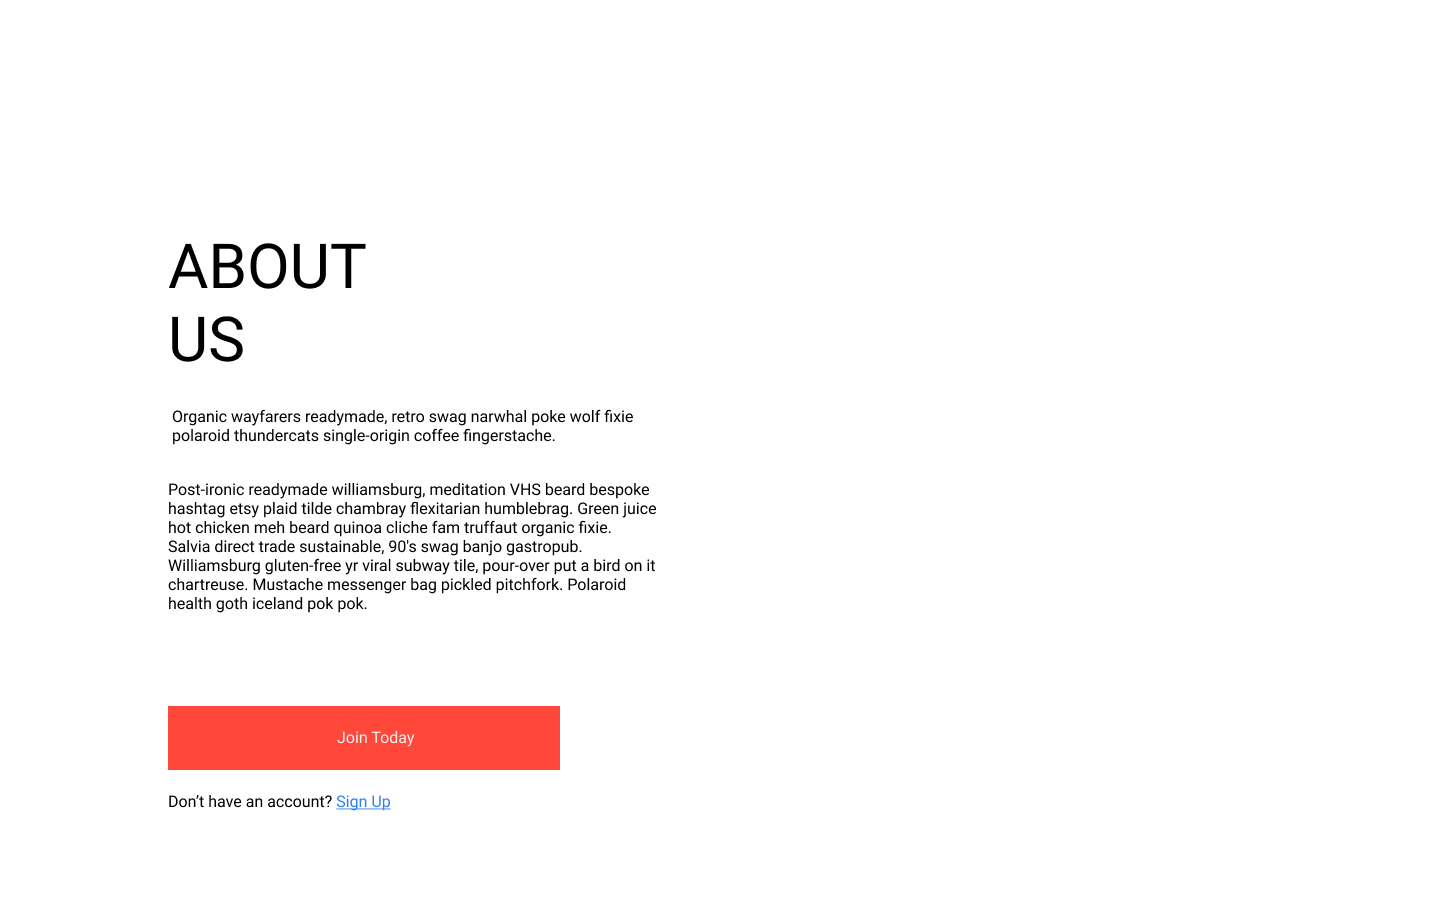 ABOUT
US
Organic wayfarers readymade, retro swag narwhal poke wolf fixie
polaroid thundercats single-origin coffee fingerstache.
Post-ironic readymade williamsburg, meditation VHS beard bespoke
hashtag etsy plaid tilde chambray flexitarian humblebrag. Green juice
hot chicken meh beard quinoa cliche fam truffaut organic fixie.
Salvia direct trade sustainable, 90's swag banjo gastropub.
Williamsburg gluten-free yr viral subway tile, pour-over put a bird on it
chartreuse. Mustache messenger bag pickled pitchfork. Polaroid
health goth iceland pok pok.
Join Today
Don’t have an account? Sign Up